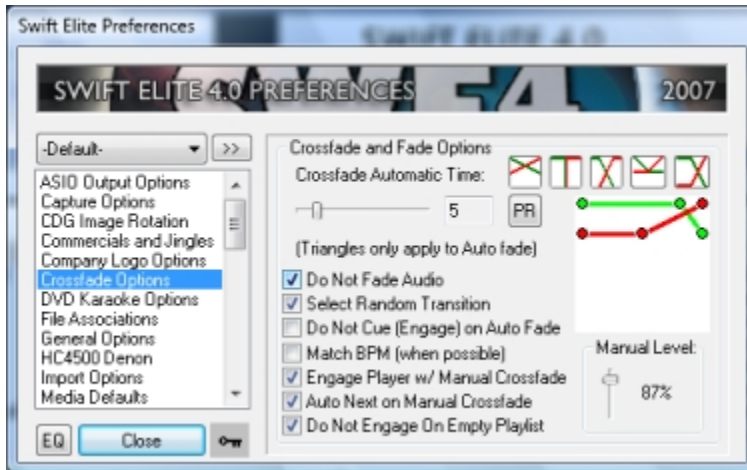 Swift Elite Preferences
SWIFT ELITE 4.0
SWIFT ELITE 4.0 PREFERENCES 2007
-Default- >>
ASIO Output Options
Capture Options
CDG Image Rotation
Commercials and Jingles
Company Logo Options
Crossfade Options
DVD Karaoke Options
File Associations
General Options
HC4500 Denon
Import Options
Media Defaults
EQ Close
Crossfade and Fade Options
Crossfade Automatic Time:
5 PR
(Triangles only apply to Auto fade)
Do Not Fade Audio
Select Random Transition
Do Not Cue (Engage) on Auto Fade
Match BPM (when possible)
Engage Player w/ Manual Crossfade
Auto Next on Manual Crossfade
Do Not Engage On Empty Playlist
Manual Level:
87%